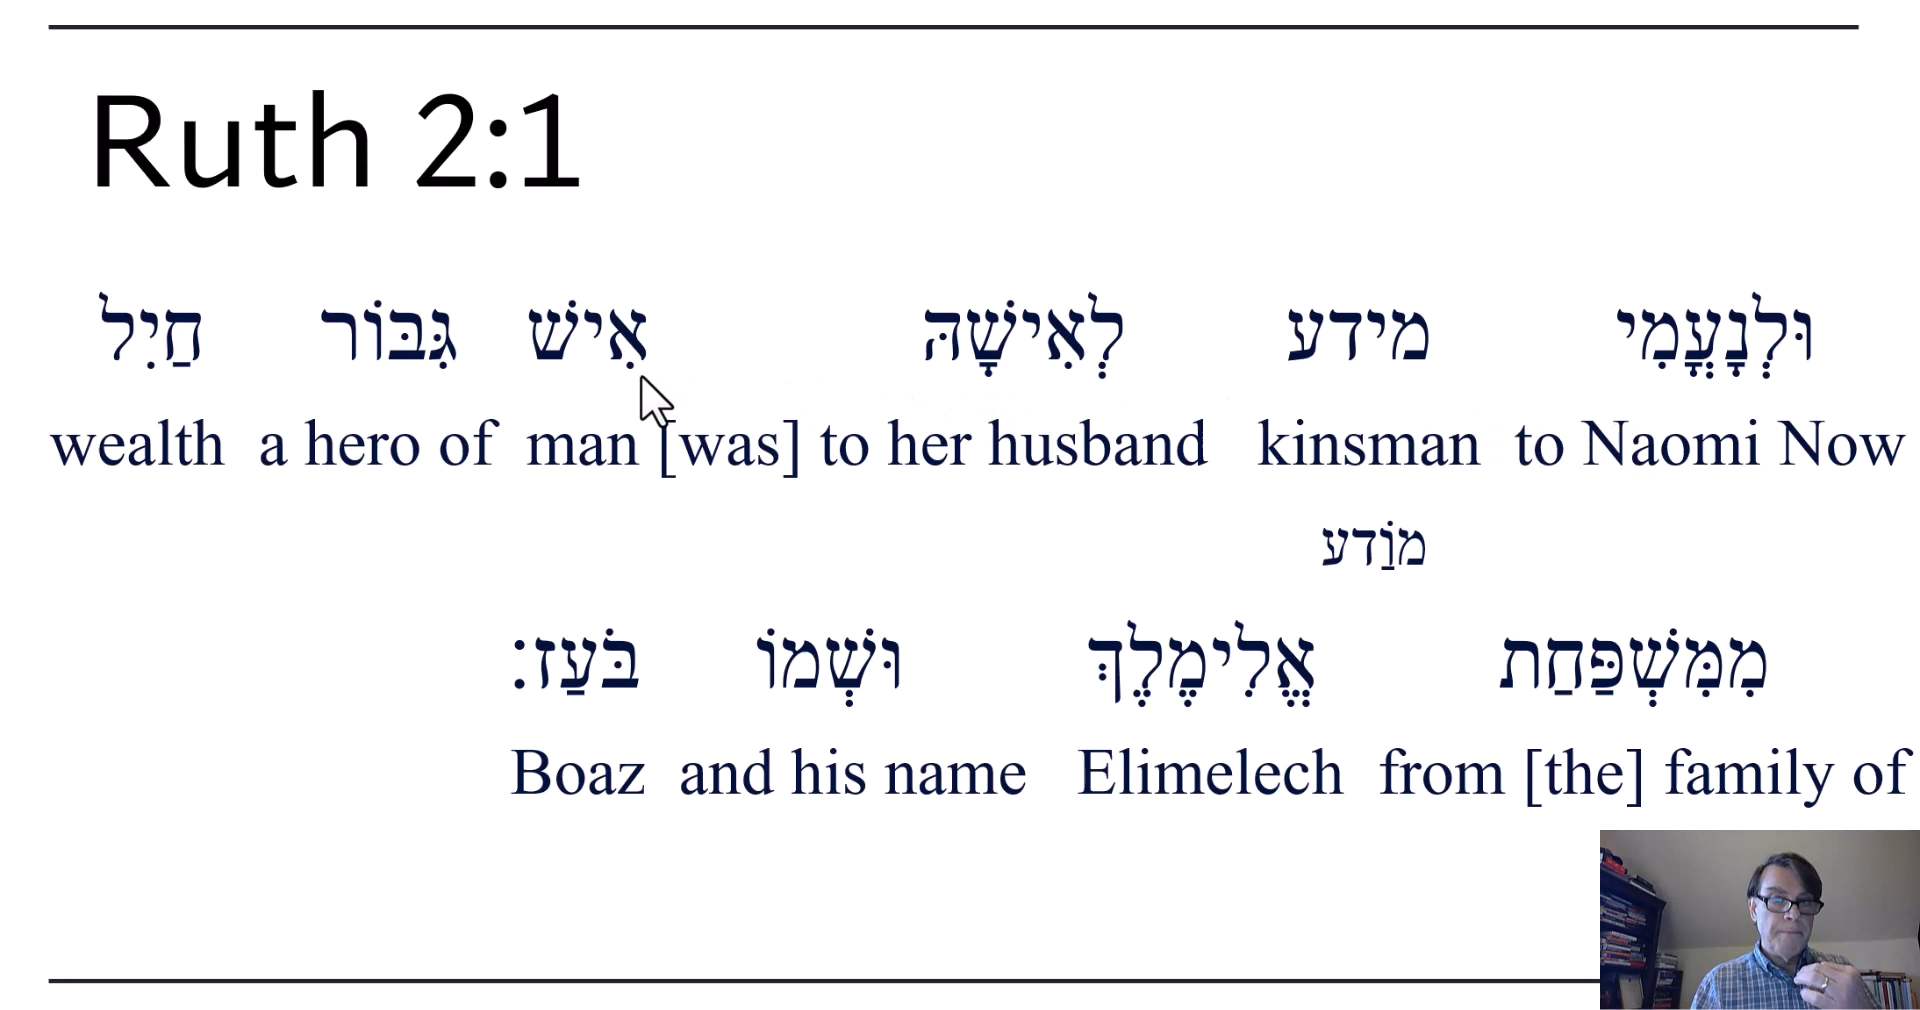 Ruth 2:1
וּלְנָעֳמִי מידע לְאִישָׁהּ אִישׁ גִּבּוֹר חַיִל
wealth a hero of man [was] to her husband kinsman to Naomi Now
מוֹדַע
מִמִּשְׁפַּחַת אֱלִימֶלֶךְ וּשְׁמוֹ בֹּעַז׃
Boaz and his name Elimelech from [the] family of